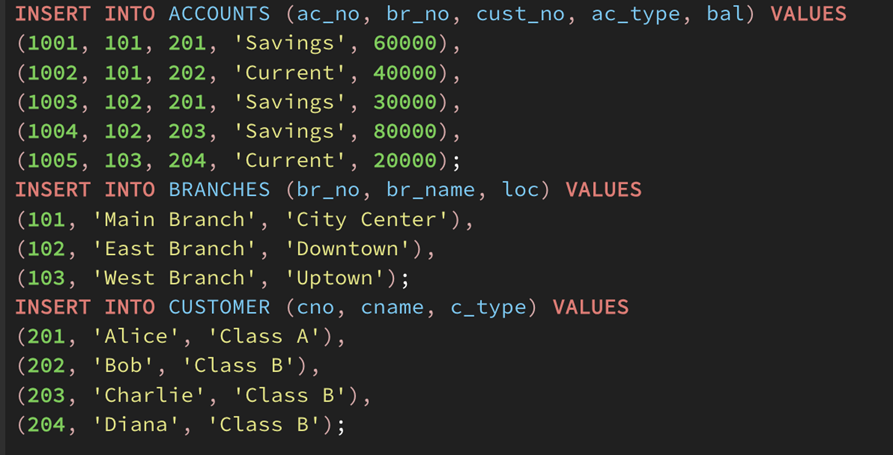 INSERT INTO ACCOUNTS (ac_no, br_no, cust_no, ac_type, bal) VALUES
(1001, 101, 201, 'Savings', 60000),
(1002, 101, 202, 'Current', 40000),
(1003, 102, 201, 'Savings', 30000),
(1004, 102, 203, 'Savings', 80000),
(1005, 103, 204, 'Current', 20000);
INSERT INTO BRANCHES (br_no, br_name, loc) VALUES
(101, 'Main Branch', 'City Center'),
(102, 'East Branch', 'Downtown'),
(103, 'West Branch', 'Uptown');
INSERT INTO CUSTOMER (cno, cname, c_type) VALUES
(201, 'Alice', 'Class A'),
(202, 'Bob', 'Class B'),
(203, 'Charlie', 'Class B'),
(204, 'Diana', 'Class B');